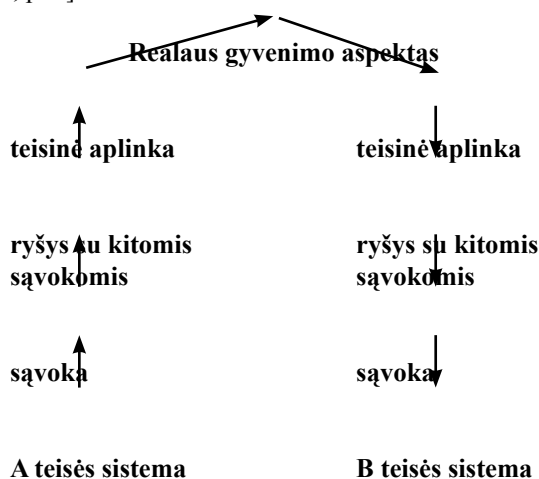 Realaus gyvenimo aspektas
teisinė aplinka teisinė aplinka
ryšys su kitomis ryšys su kitomis
sąvokomis sąvokomis
sąvoka sąvoka
A teisės sistema B teisės sistema